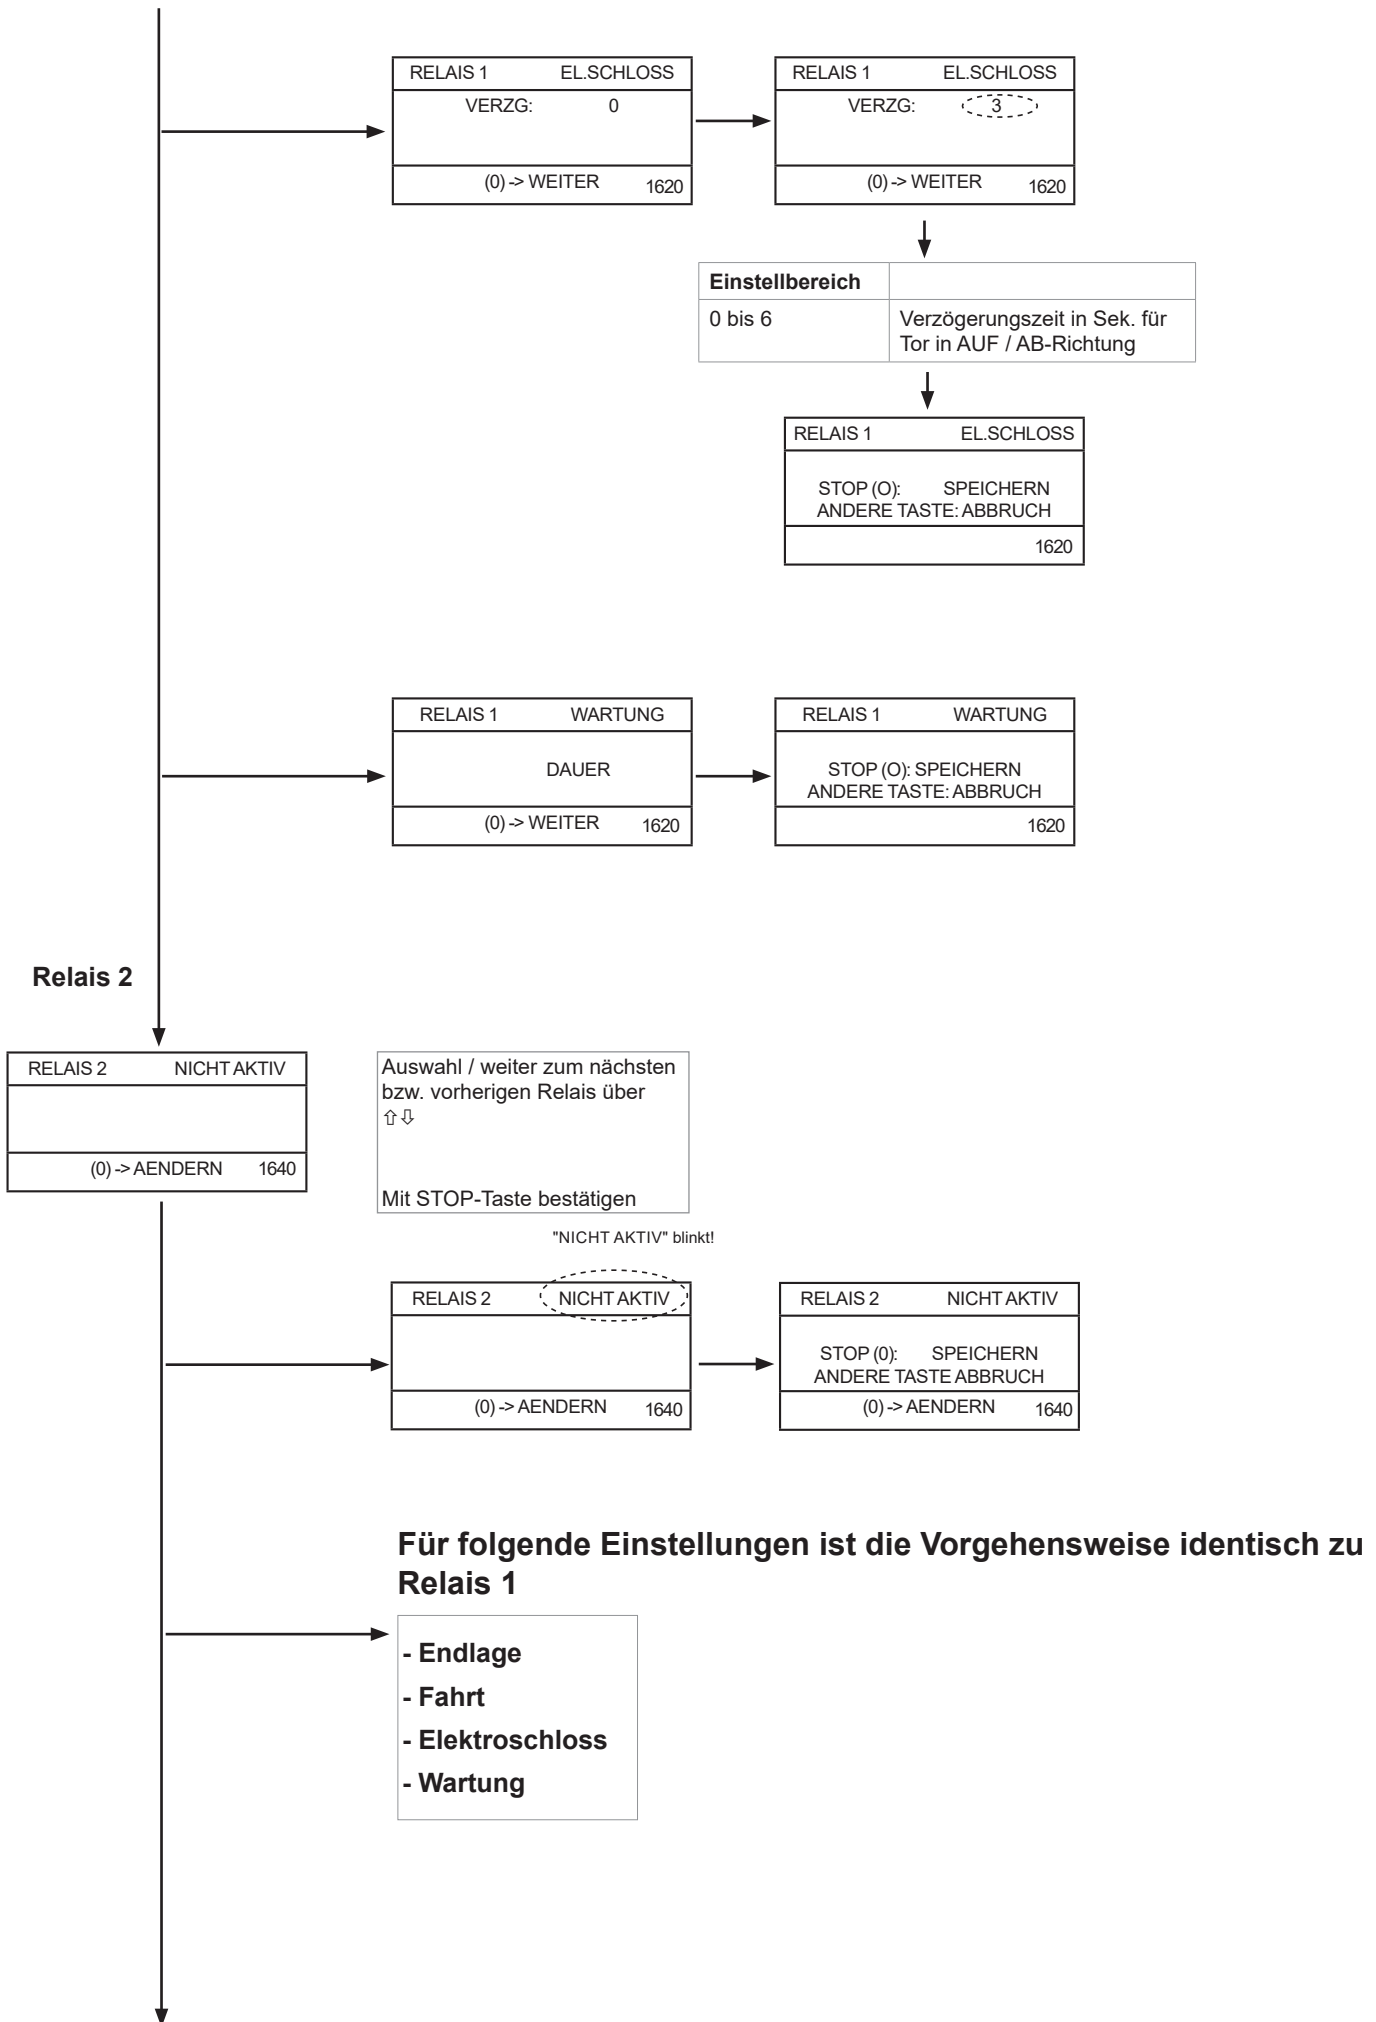 RELAIS 1 EL.SCHLOSS
VERZG: 0
(0) -> WEITER 1620
RELAIS 1 EL.SCHLOSS
VERZG: 3
(0) -> WEITER 1620
Einstellbereich
0 bis 6 Verzögerungszeit in Sek. für
Tor in AUF / AB-Richtung
RELAIS 1 EL.SCHLOSS
STOP (O): SPEICHERN
ANDERE TASTE: ABBRUCH
1620
RELAIS 1 WARTUNG
DAUER
(0) -> WEITER 1620
RELAIS 1 WARTUNG
STOP (O): SPEICHERN
ANDERE TASTE: ABBRUCH
1620
Relais 2
RELAIS 2 NICHT AKTIV
(0) -> AENDERN 1640
Auswahl / weiter zum nächsten
bzw. vorherigen Relais über
⇧⇩
Mit STOP-Taste bestätigen
"NICHT AKTIV" blinkt!
RELAIS 2 NICHT AKTIV
(0) -> AENDERN 1640
RELAIS 2 NICHT AKTIV
STOP (0): SPEICHERN
ANDERE TASTE ABBRUCH
(0) -> AENDERN 1640
Für folgende Einstellungen ist die Vorgehensweise identisch zu
Relais 1
- Endlage
- Fahrt
- Elektroschloss
- Wartung